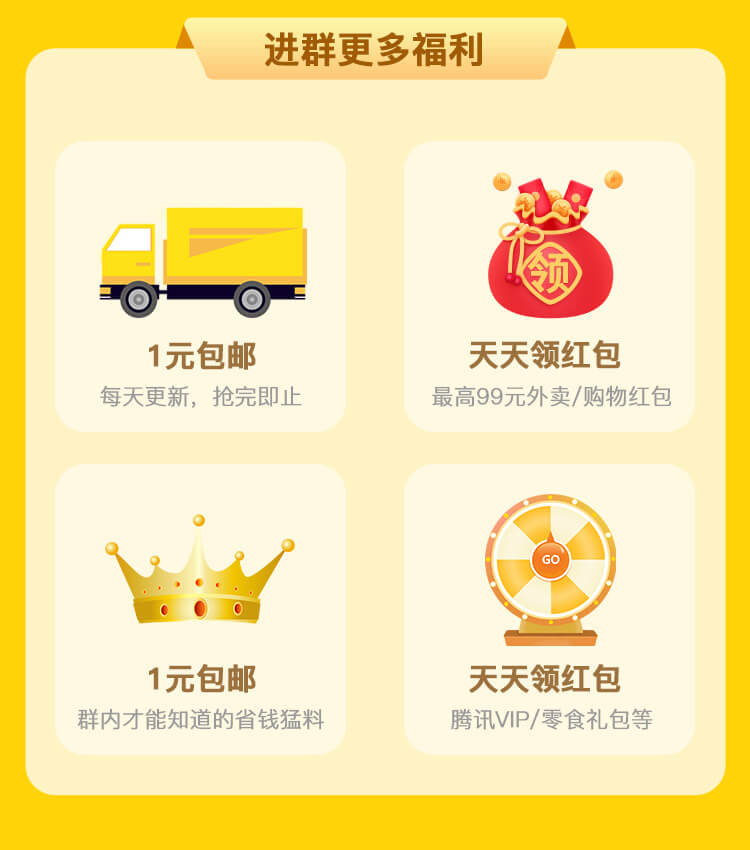 进群更多福利
领
1元包邮
每天更新，抢完即止
天天领红包
最高99元外卖/购物红包
GO
1元包邮
群内才能知道的省钱猛料
天天领红包
腾讯VIP/零食礼包等